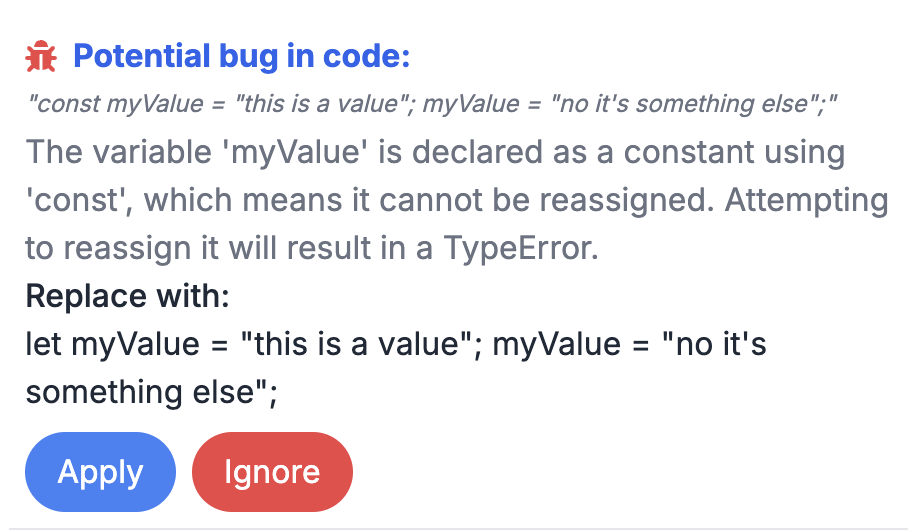 Potential bug in code:
"const myValue = "this is a value"; myValue = "no it's something else";"
The variable 'myValue' is declared as a constant using
'const', which means it cannot be reassigned. Attempting
to reassign it will result in a TypeError.
Replace with:
let myValue = "this is a value"; myValue = "no it's
something else";
Apply
Ignore